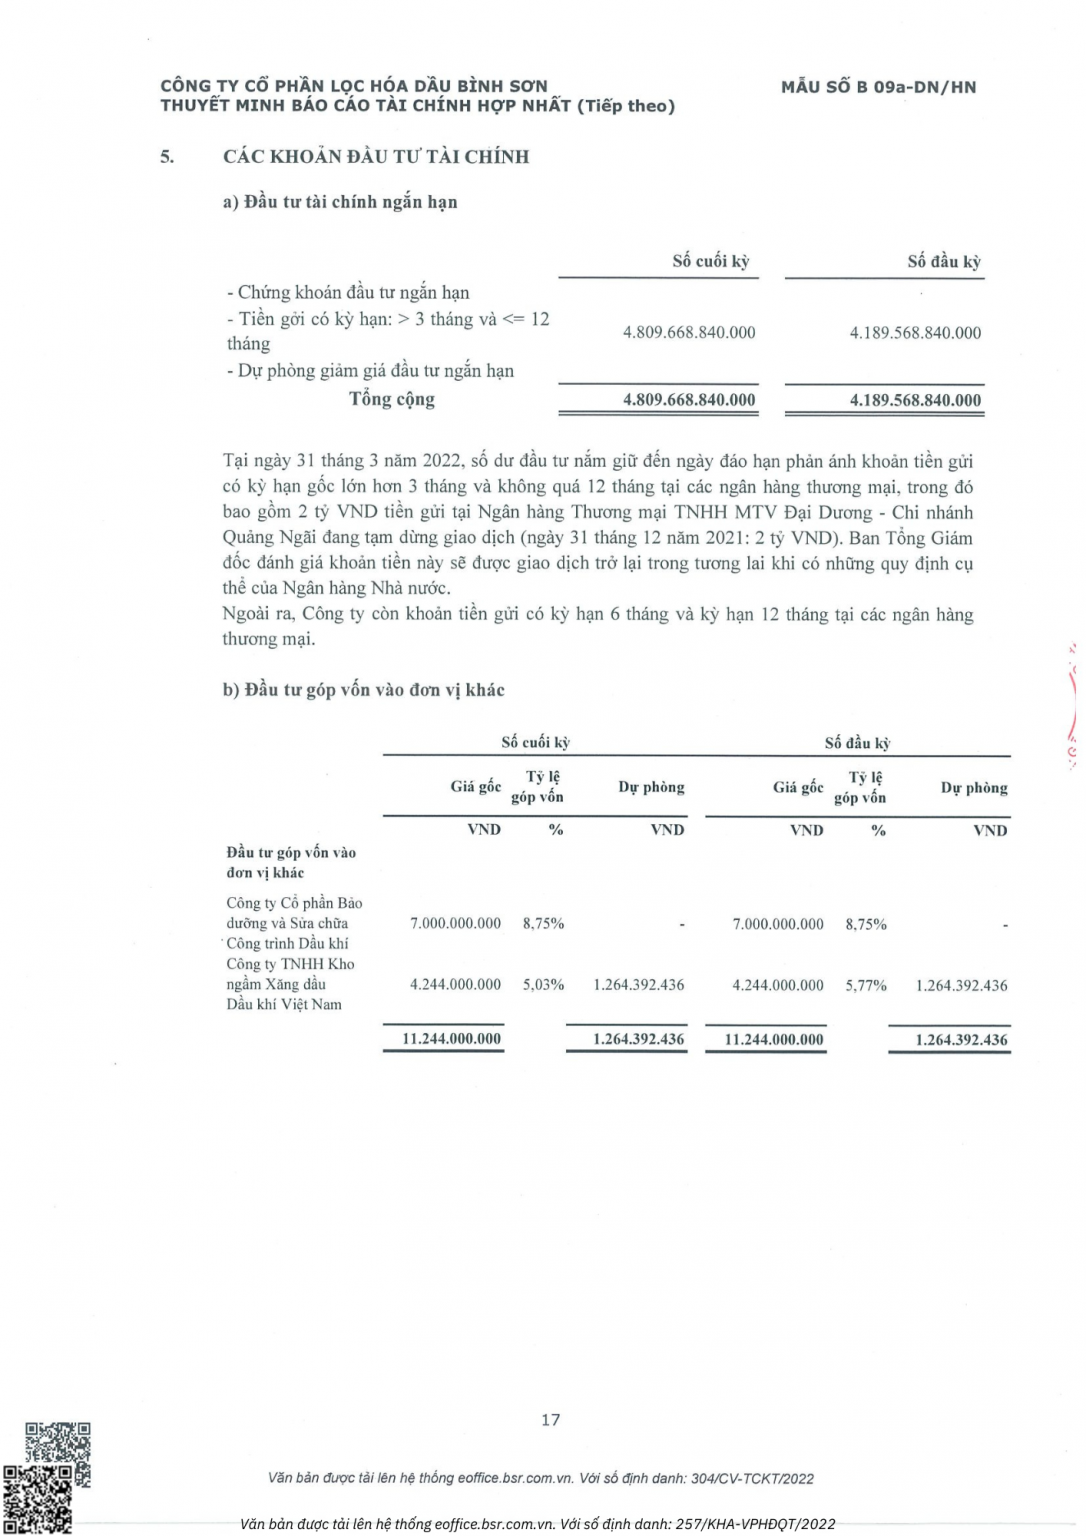 CÔNG TY CỔ PHẦN LỌC HÓA DẦU BÌNH SƠN MẪU SỐ B 09a-DN/HN
THUYẾT MINH BÁO CÁO TÀI CHÍNH HỢP NHẤT (Tiếp theo)
5. CÁC KHOẢN ĐẦU TƯ TÀI CHÍNH
a) Đầu tư tài chính ngắn hạn
Số cuối kỳ Số đầu kỳ
- Chứng khoán đầu tư ngắn hạn
- Tiền gởi có kỳ hạn: > 3 tháng và <= 12
tháng 4.809.668.840.000 4.189.568.840.000
- Dự phòng giảm giá đầu tư ngắn hạn
Tổng cộng 4.809.668.840.000 4.189.568.840.000
Tại ngày 31 tháng 3 năm 2022, số dư đầu tư nắm giữ đến ngày đáo hạn phản ánh khoản tiền gửi
có kỳ hạn gốc lớn hơn 3 tháng và không quá 12 tháng tại các ngân hàng thương mại, trong đó
bao gồm 2 tỷ VND tiền gửi tại Ngân hàng Thương mại TNHH MTV Đại Dương - Chi nhánh
Quảng Ngãi đang tạm dừng giao dịch (ngày 31 tháng 12 năm 2021: 2 tỷ VND). Ban Tổng Giám
đốc đánh giá khoản tiền này sẽ được giao dịch trở lại trong tương lai khi có những quy định cụ
thể của Ngân hàng Nhà nước.
Ngoài ra, Công ty còn khoản tiền gửi có kỳ hạn 6 tháng và kỳ hạn 12 tháng tại các ngân hàng
thương mại.
b) Đầu tư góp vốn vào đơn vị khác
Số cuối kỳ Số đầu kỳ
Giá gốc Tỷ lệ góp vốn Dự phòng Giá gốc Tỷ lệ góp vốn Dự phòng
VND % VND VND % VND
Đầu tư góp vốn vào
đơn vị khác
Công ty Cổ phần Bảo
dưỡng và Sửa chữa 7.000.000.000 8,75% - 7.000.000.000 8,75% -
Công trình Dầu khí
Công ty TNHH Kho
ngầm Xăng dầu 4.244.000.000 5,03% 1.264.392.436 4.244.000.000 5,77% 1.264.392.436
Dầu khí Việt Nam
11.244.000.000 1.264.392.436 11.244.000.000 1.264.392.436
17
Văn bản được tải lên hệ thống eoffice.bsr.com.vn. Với số định danh: 304/CV-TCKT/2022
Văn bản được tải lên hệ thống eoffice.bsr.com.vn. Với số định danh: 257/KHA-VPHĐQT/2022